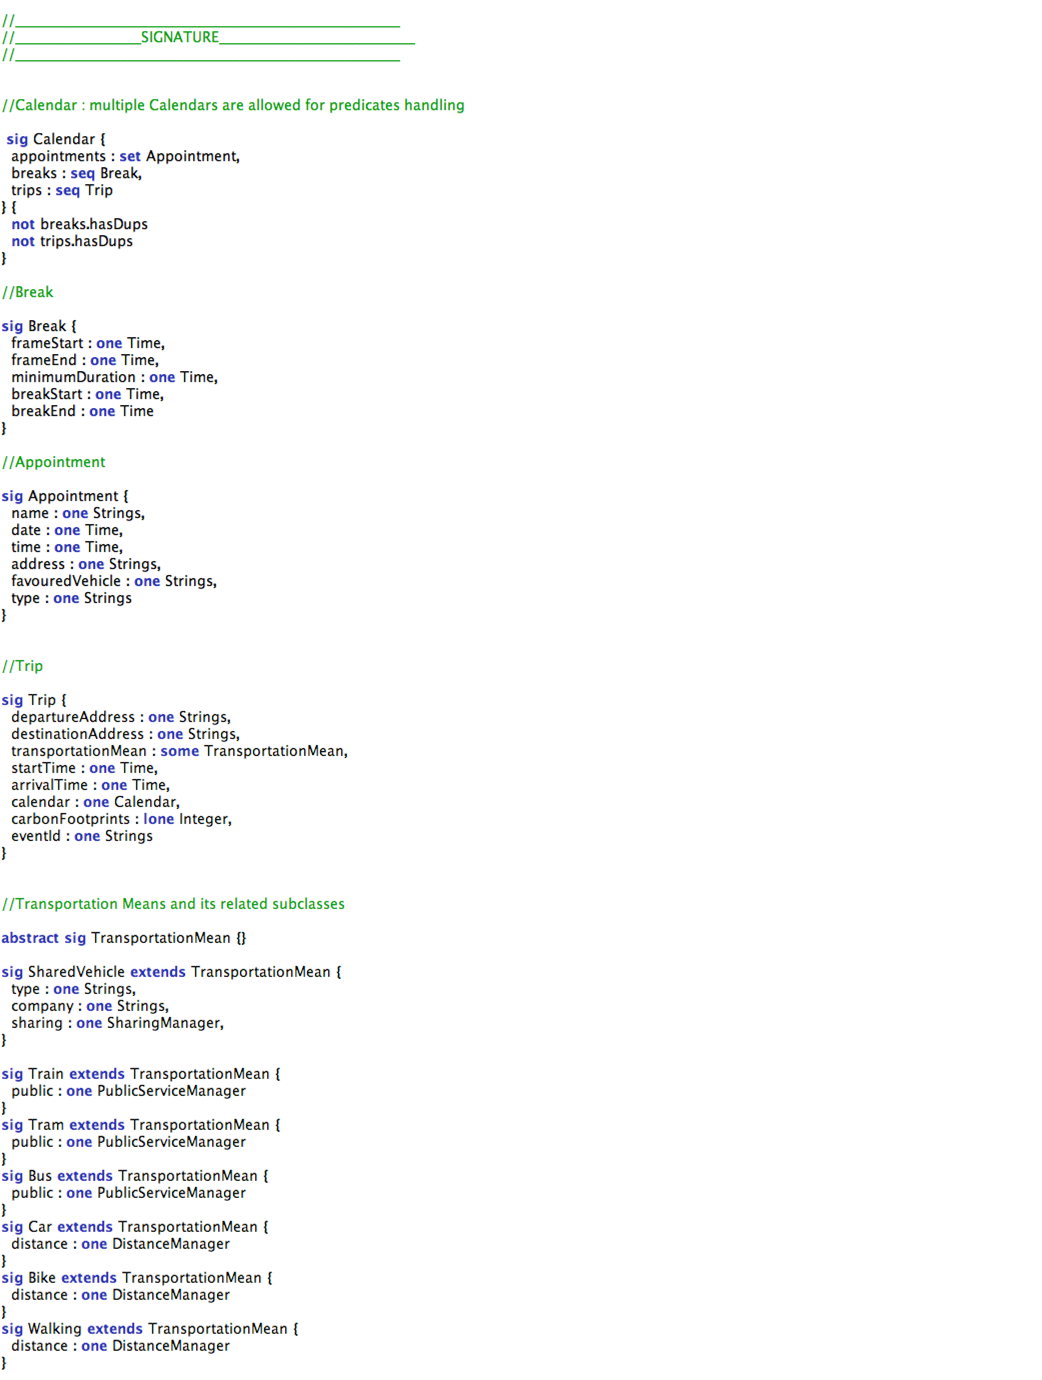 //______________________________________________
//_______________SIGNATURE_______________________
//______________________________________________
//Calendar : multiple Calendars are allowed for predicates handling
sig Calendar {
appointments : set Appointment,
breaks : seq Break,
trips : seq Trip
} {
not breaks.hasDups
not trips.hasDups
}
//Break
sig Break {
frameStart : one Time,
frameEnd : one Time,
minimumDuration : one Time,
breakStart : one Time,
breakEnd : one Time
}
//Appointment
sig Appointment {
name : one Strings,
date : one Time,
time : one Time,
address : one Strings,
favouredVehicle : one Strings,
type : one Strings
}
//Trip
sig Trip {
departureAddress : one Strings,
destinationAddress : one Strings,
transportationMean : some TransportationMean,
startTime : one Time,
arrivalTime : one Time,
calendar : one Calendar,
carbonFootprints : lone Integer,
eventId : one Strings
}
//Transportation Means and its related subclasses
abstract sig TransportationMean {}
sig SharedVehicle extends TransportationMean {
type : one Strings,
company : one Strings,
sharing : one SharingManager,
}
sig Train extends TransportationMean {
public : one PublicServiceManager
}
sig Tram extends TransportationMean {
public : one PublicServiceManager
}
sig Bus extends TransportationMean {
public : one PublicServiceManager
}
sig Car extends TransportationMean {
distance : one DistanceManager
}
sig Bike extends TransportationMean {
distance : one DistanceManager
}
sig Walking extends TransportationMean {
distance : one DistanceManager
}